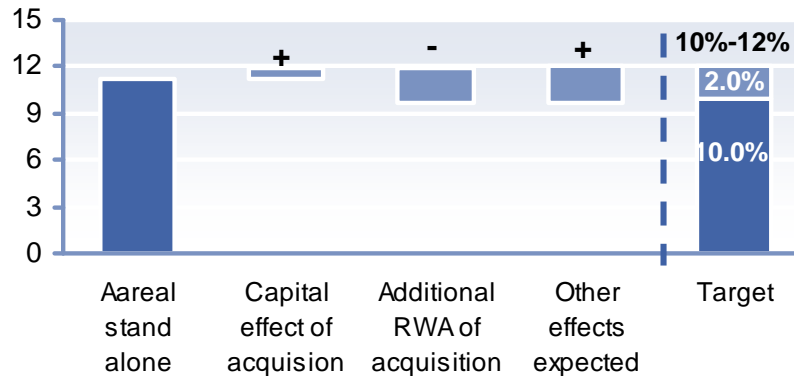 15
12
9
6
3
0
+
-
+
10%-12%
2.0%
10.0%
Aareal
stand
alone
Capital
effect of
acquision
Additional
RWA of
acquisition
Other
effects
expected
Target